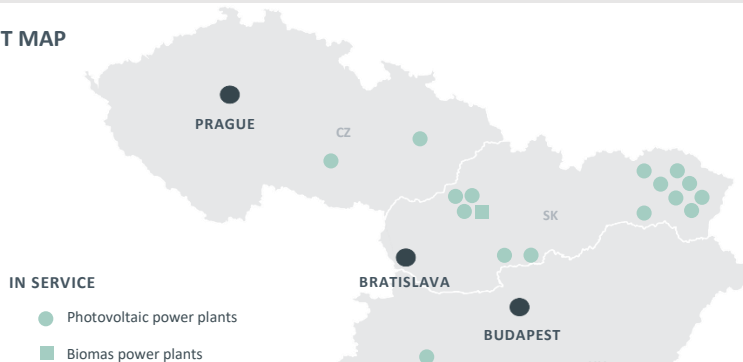 T MAP
PRAGUE
CZ
SK
IN SERVICE
BRATISLAVA
Photovoltaic power plants
BUDAPEST
Biomas power plants